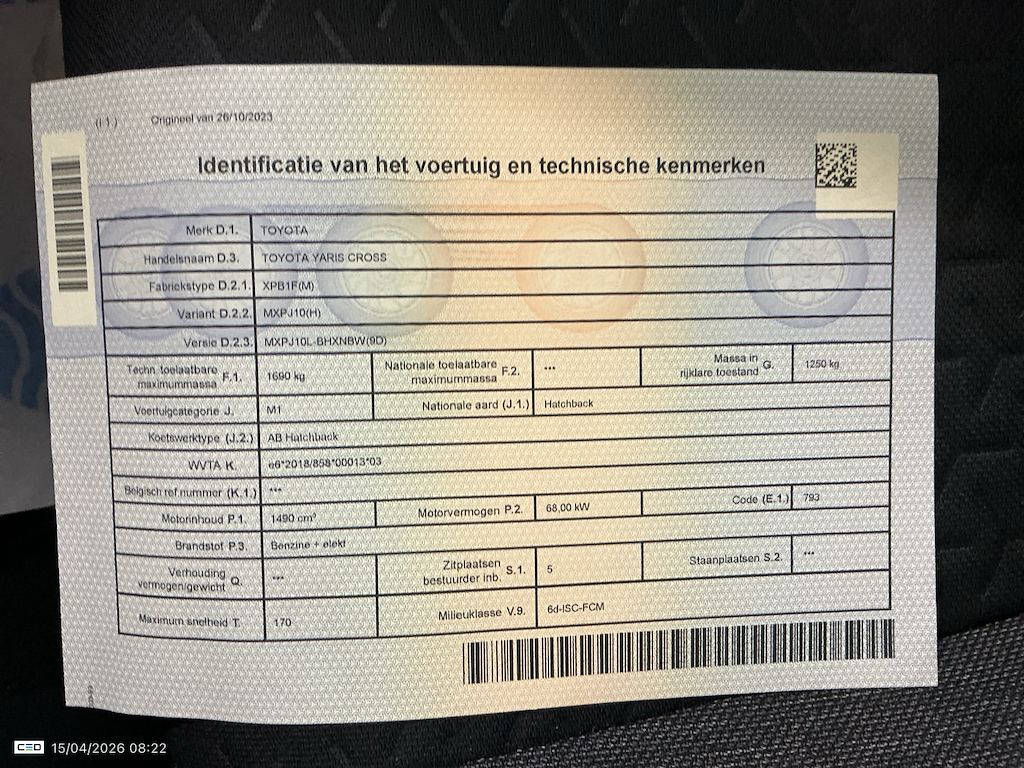 (I 1.) Origineel van 26/10/2023
Identificatie van het voertuig en technische kenmerken
Merk D.1. TOYOTA
Handelsnaam D.3. TOYOTA YARIS CROSS
Fabriekstype D.2.1. XPB1F(M)
Variant D.2.2. MXPJ10(H)
Versie D.2.3. MXPJ10L-BHXNBW(9D)
Techn. toelaatbare maximummassa F.1. 1690 kg Nationale toelaatbare maximummassa F.2. *** Massa in rijklare toestand G. 1250 kg
Voertuigcategorie J. M1 Nationale aard (J.1.) Hatchback
Koetswerktype (J.2.) AB Hatchback
WVTA K. e6*2018/858*00013*03
Belgisch ref.nummer (K.1.) ***
Motorinhoud P.1. 1490 cm³ Motorvermogen P.2. 68,00 kW Code (E.1.) 793
Brandstof P.3. Benzine + elekt
Verhouding vermogen/gewicht Q. *** Zitplaatsen bestuurder inb. S.1. 5 Staanplaatsen S.2. ***
Maximum snelheid T. 170 Milieuklasse V.9. 6d-ISC-FCM
CEO 15/04/2026 08:22